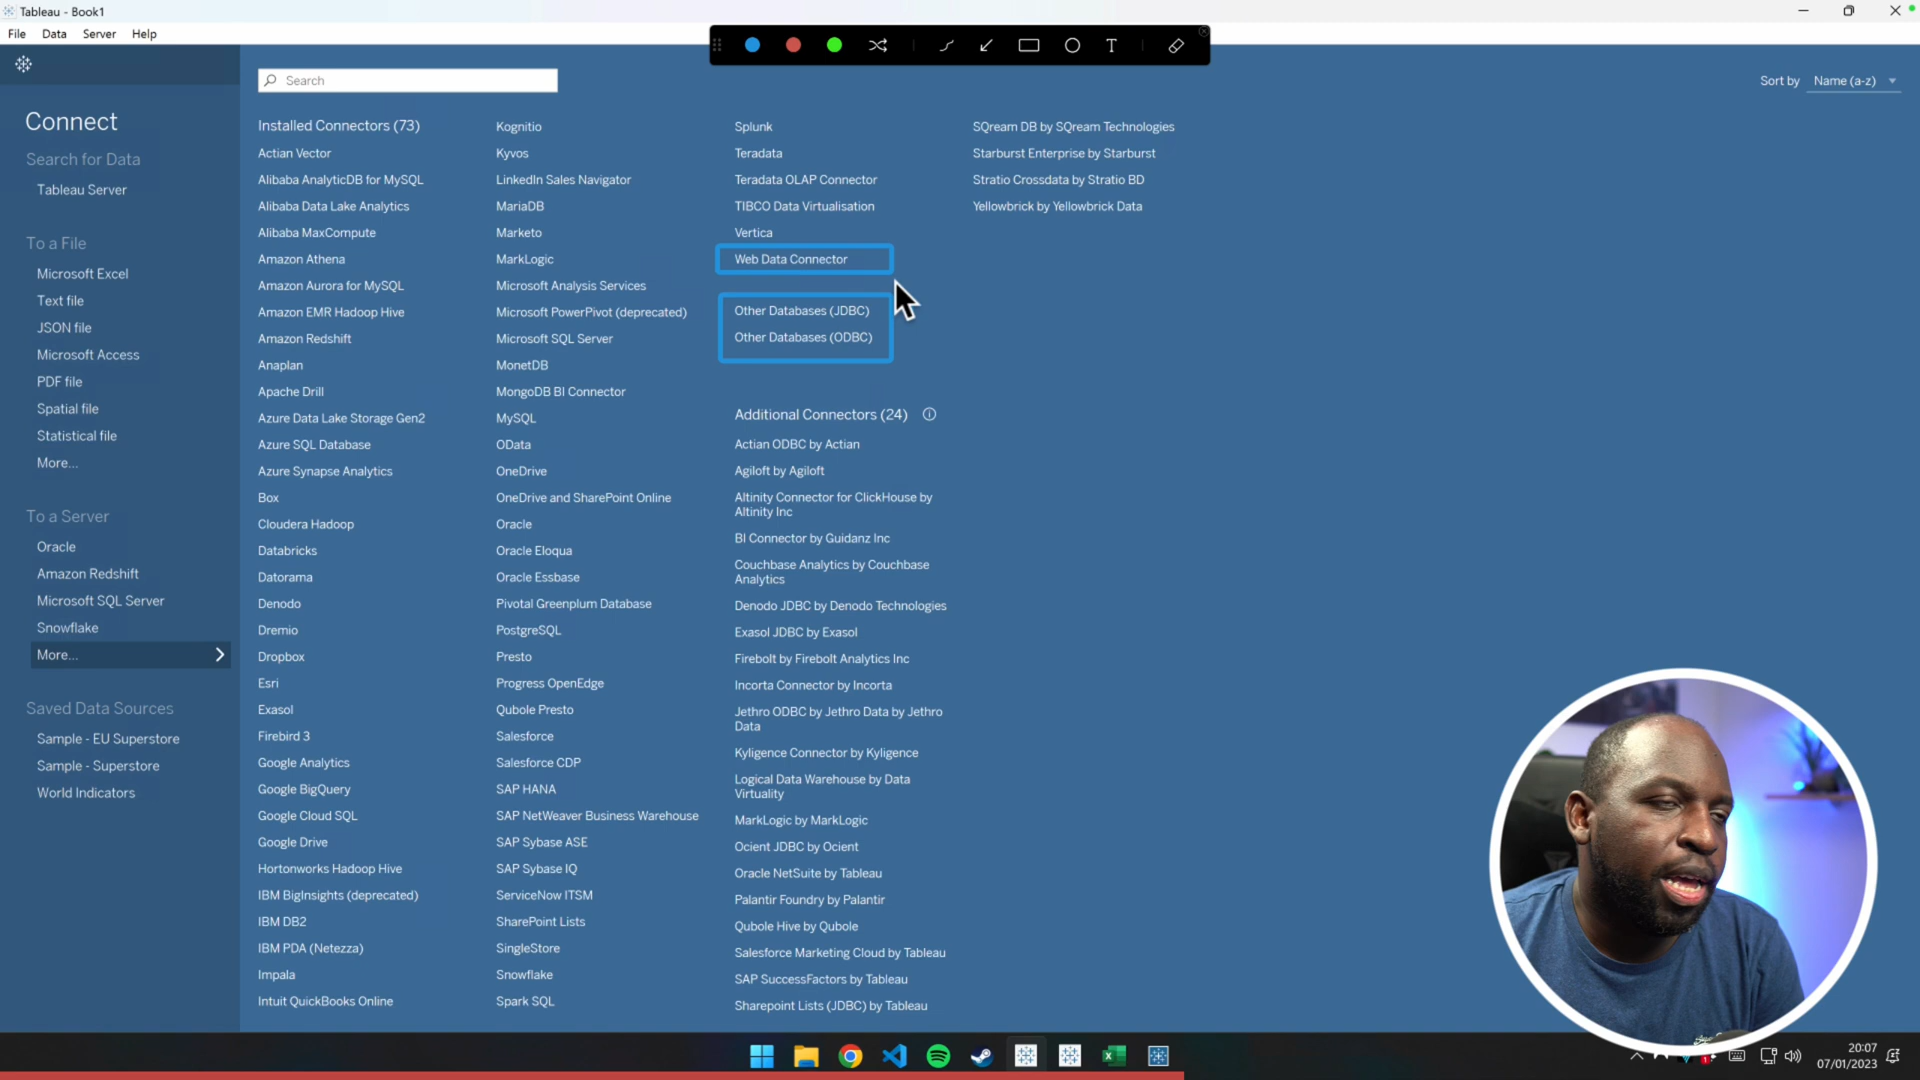 Tableau - Book1
File Data Server Help
Search
Sort by Name (a-z)
Connect
Search for Data
Tableau Server
To a File
Microsoft Excel
Text file
JSON file
Microsoft Access
PDF file
Spatial file
Statistical file
More...
To a Server
Oracle
Amazon Redshift
Microsoft SQL Server
Snowflake
More...
Saved Data Sources
Sample - EU Superstore
Sample - Superstore
World Indicators
Installed Connectors (73)
Actian Vector
Alibaba AnalyticDB for MySQL
Alibaba Data Lake Analytics
Alibaba MaxCompute
Amazon Athena
Amazon Aurora for MySQL
Amazon EMR Hadoop Hive
Amazon Redshift
Anaplan
Apache Drill
Azure Data Lake Storage Gen2
Azure SQL Database
Azure Synapse Analytics
Box
Cloudera Hadoop
Databricks
Datorama
Denodo
Dremio
Dropbox
Esri
Exasol
Firebird 3
Google Analytics
Google BigQuery
Google Cloud SQL
Google Drive
Hortonworks Hadoop Hive
IBM BigInsights (deprecated)
IBM DB2
IBM PDA (Netezza)
Impala
Intuit QuickBooks Online
Kognitio
Kyvos
LinkedIn Sales Navigator
MariaDB
Marketo
MarkLogic
Microsoft Analysis Services
Microsoft PowerPivot (deprecated)
Microsoft SQL Server
MonetDB
MongoDB BI Connector
MySQL
OData
OneDrive
OneDrive and SharePoint Online
Oracle
Oracle Eloqua
Oracle Essbase
Pivotal Greenplum Database
PostgreSQL
Presto
Progress OpenEdge
Qubole Presto
Salesforce
Salesforce CDP
SAP HANA
SAP NetWeaver Business Warehouse
SAP Sybase ASE
SAP Sybase IQ
ServiceNow ITSM
SharePoint Lists
SingleStore
Snowflake
Spark SQL
Splunk
Teradata
Teradata OLAP Connector
TIBCO Data Virtualisation
Vertica
Web Data Connector
Other Databases (JDBC)
Other Databases (ODBC)
Additional Connectors (24)
Actian ODBC by Actian
Agiloft by Agiloft
Altinity Connector for ClickHouse by
Altinity Inc
BI Connector by Guidanz Inc
Couchbase Analytics by Couchbase
Analytics
Denodo JDBC by Denodo Technologies
Exasol JDBC by Exasol
Firebolt by Firebolt Analytics Inc
Incorta Connector by Incorta
Jethro ODBC by Jethro Data by Jethro
Data
Kyligence Connector by Kyligence
Logical Data Warehouse by Data
Virtuality
MarkLogic by MarkLogic
Ocient JDBC by Ocient
Oracle NetSuite by Tableau
Palantir Foundry by Palantir
Qubole Hive by Qubole
Salesforce Marketing Cloud by Tableau
SAP SuccessFactors by Tableau
Sharepoint Lists (JDBC) by Tableau
SQream DB by SQream Technologies
Starburst Enterprise by Starburst
Stratio Crossdata by Stratio BD
Yellowbrick by Yellowbrick Data
20:07
07/01/2023